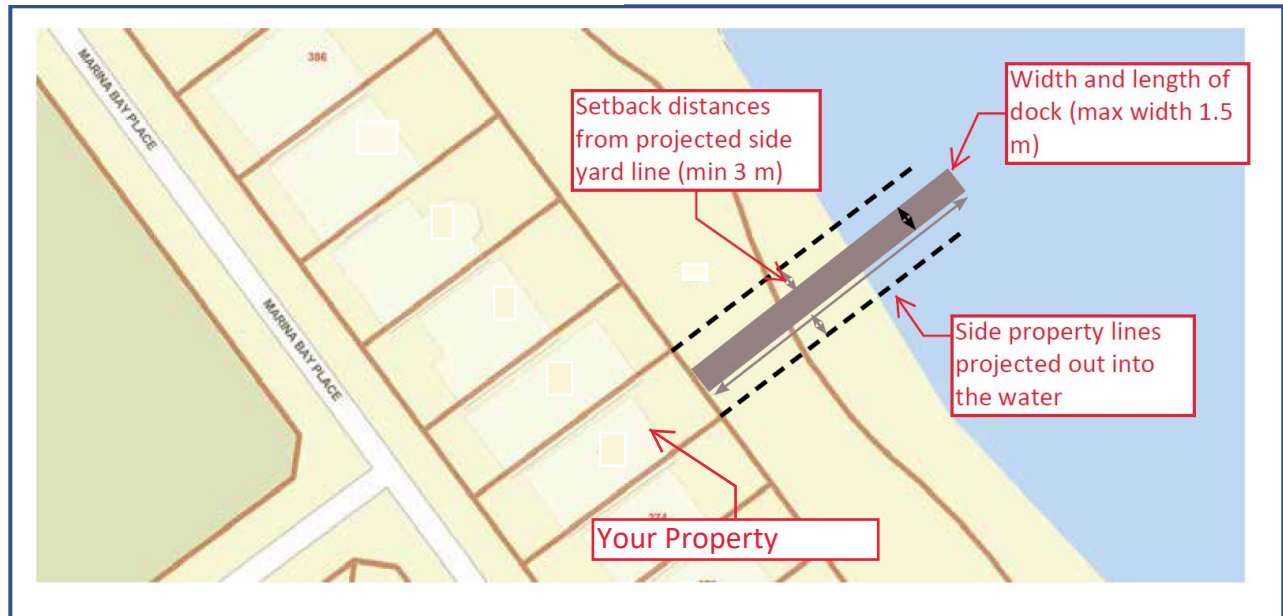 386
MARINA BAY PLACE
Setback distances
from projected side
yard line (min 3 m)
Width and length of
dock (max width 1.5
m)
MARINA BAY PLACE
Side property lines
projected out into
the water
Your Property